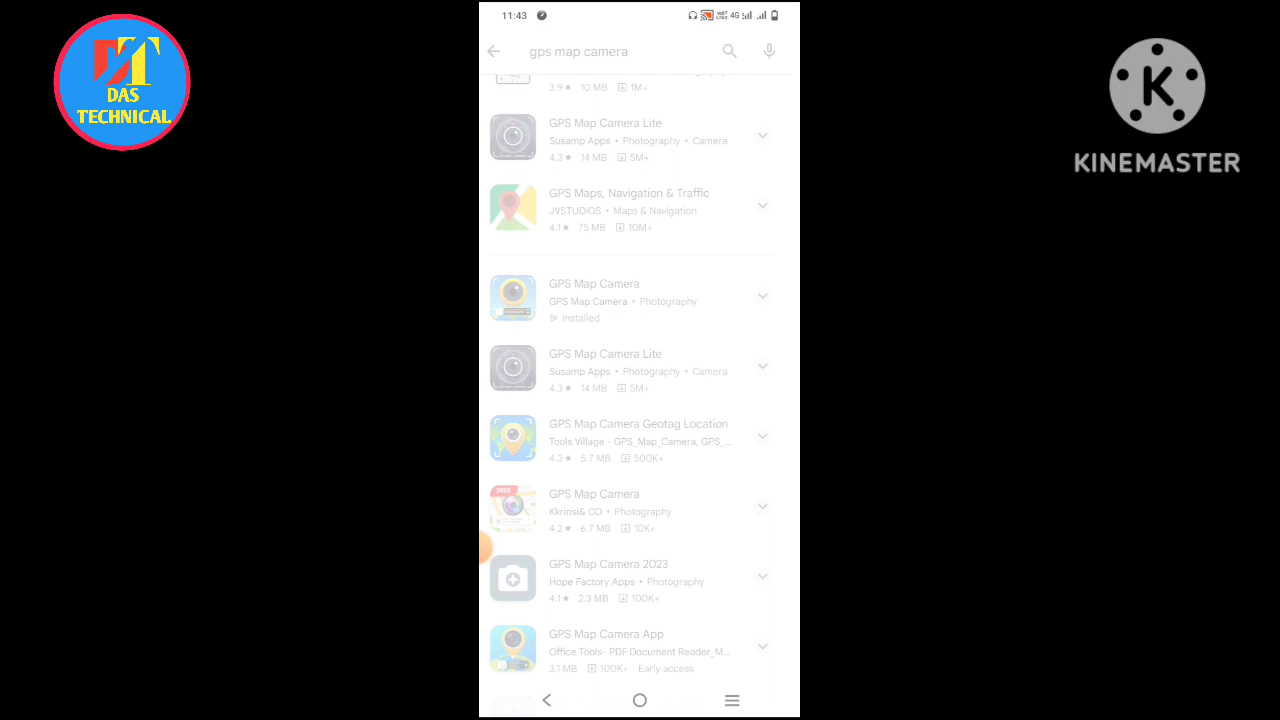 DAS
TECHNICAL
KINEMASTER
11:43
4G
gps map camera
3.9★ 10 MB 1M+
GPS Map Camera Lite
Susamp Apps • Photography • Camera
4.3★ 14 MB 5M+
GPS Maps, Navigation & Traffic
JVSTUDIOS • Maps & Navigation
4.1★ 75 MB 10M+
GPS Map Camera
GPS Map Camera • Photography
Installed
GPS Map Camera Lite
Susamp Apps • Photography • Camera
4.3★ 14 MB 5M+
GPS Map Camera Geotag Location
Tools Village - GPS_Map_Camera, GPS_...
4.3★ 5.7 MB 500K+
GPS Map Camera
Kkrinsi& CO • Photography
4.2★ 6.7 MB 10K+
GPS Map Camera 2023
Hope Factory Apps • Photography
4.1★ 2.3 MB 100K+
GPS Map Camera App
Office Tools- PDF Document Reader_M...
3.1 MB 100K+ Early access